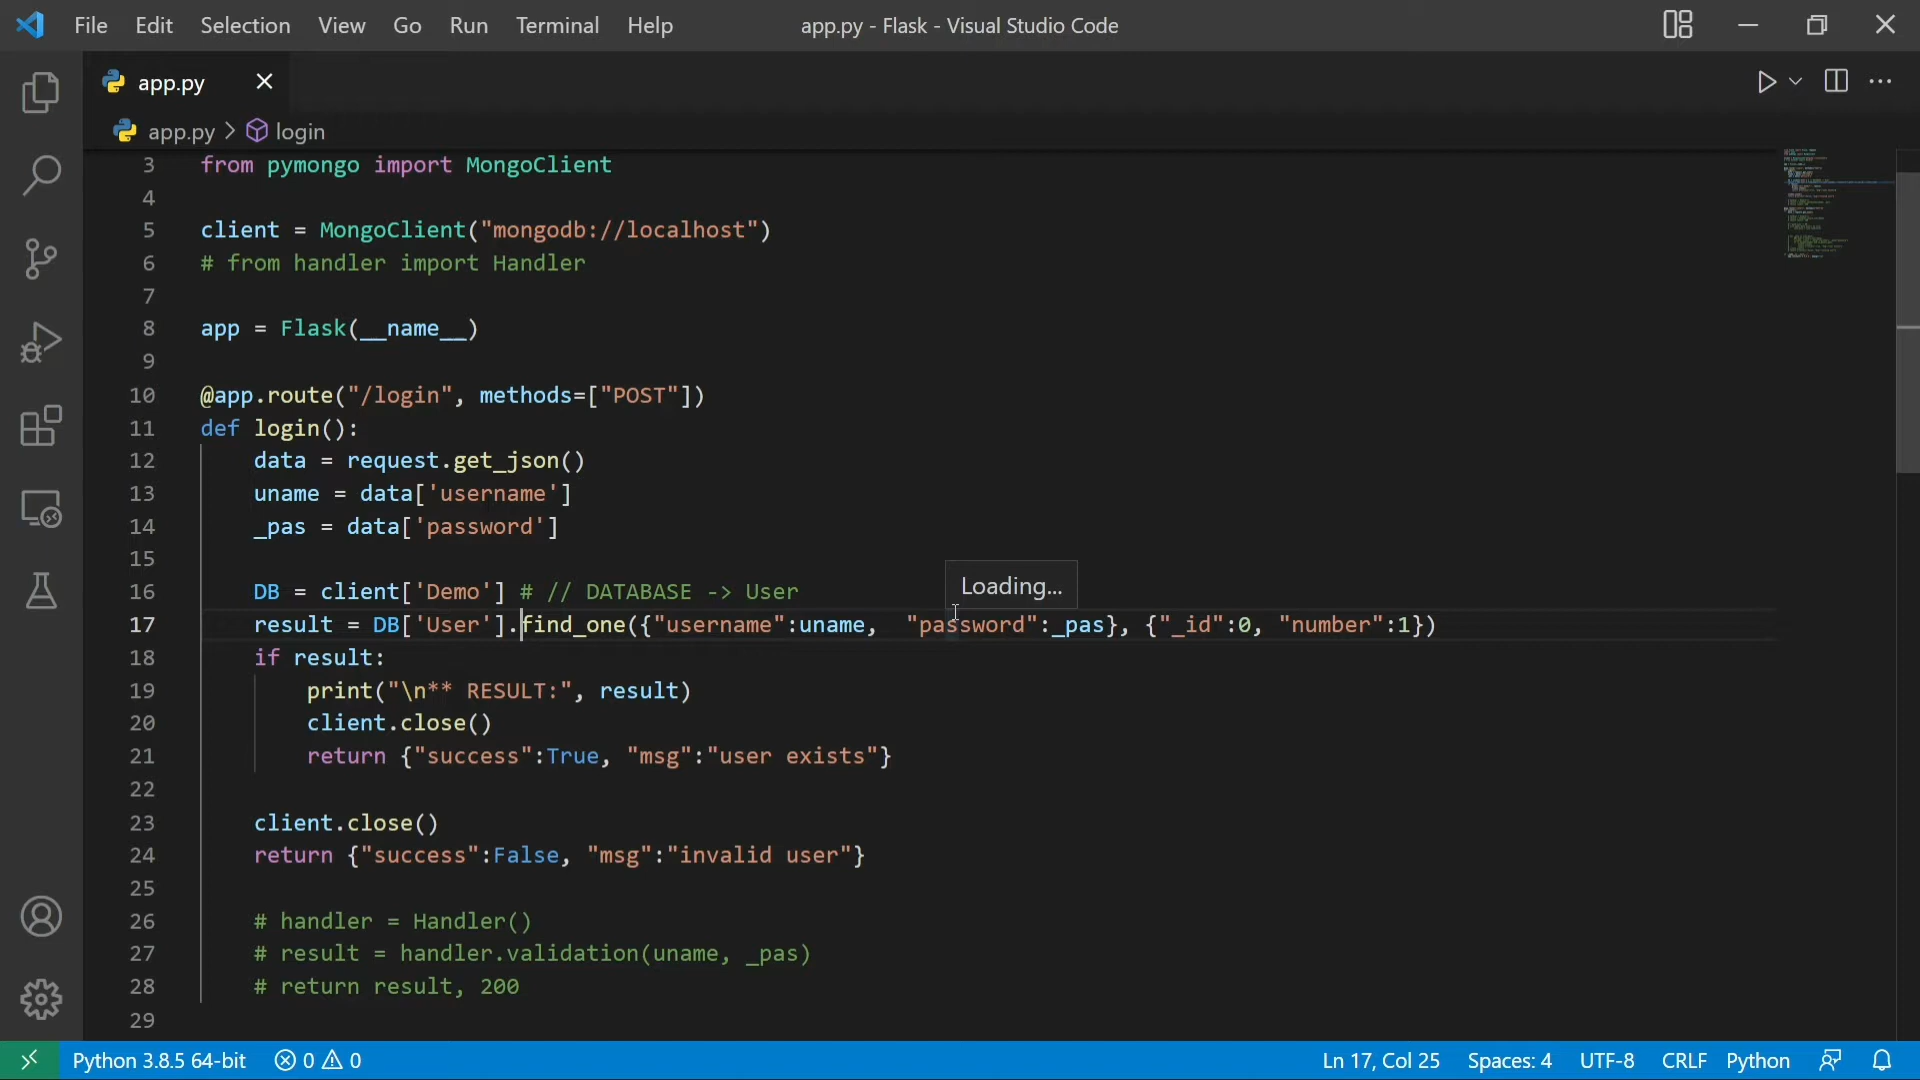 File Edit Selection View Go Run Terminal Help app.py - Flask - Visual Studio Code
app.py
app.py > login
3 from pymongo import MongoClient
4
5 client = MongoClient("mongodb://localhost")
6 # from handler import Handler
7
8 app = Flask(__name__)
9
10 @app.route("/login", methods=["POST"])
11 def login():
12 data = request.get_json()
13 uname = data['username']
14 _pas = data['password']
15
Loading...
16 DB = client['Demo'] # // DATABASE -> User
17 result = DB['User'].find_one({"username":uname,  "password":_pas}, {"_id":0, "number":1})
18 if result:
19 print("\n** RESULT:", result)
20 client.close()
21 return {"success":True, "msg":"user exists"}
22
23 client.close()
24 return {"success":False, "msg":"invalid user"}
25
26 # handler = Handler()
27 # result = handler.validation(uname, _pas)
28 # return result, 200
29
Python 3.8.5 64-bit 0 0 Ln 17, Col 25 Spaces: 4 UTF-8 CRLF Python